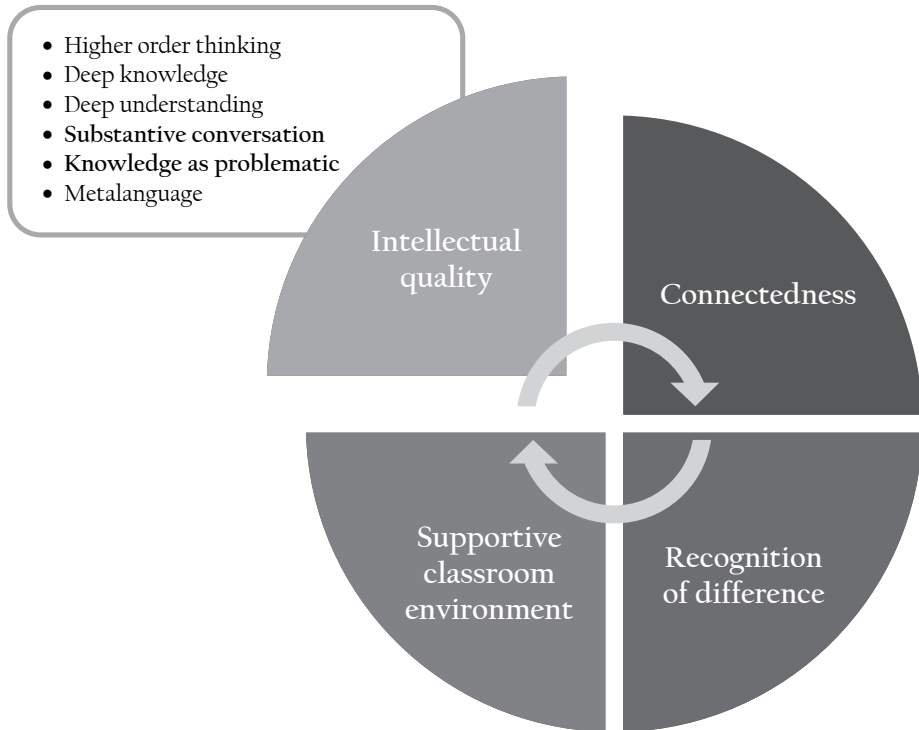 • Higher order thinking
• Deep knowledge
• Deep understanding
• Substantive conversation
• Knowledge as problematic
• Metalanguage
Intellectual
quality
Connectedness
Supportive
classroom
environment
Recognition
of difference